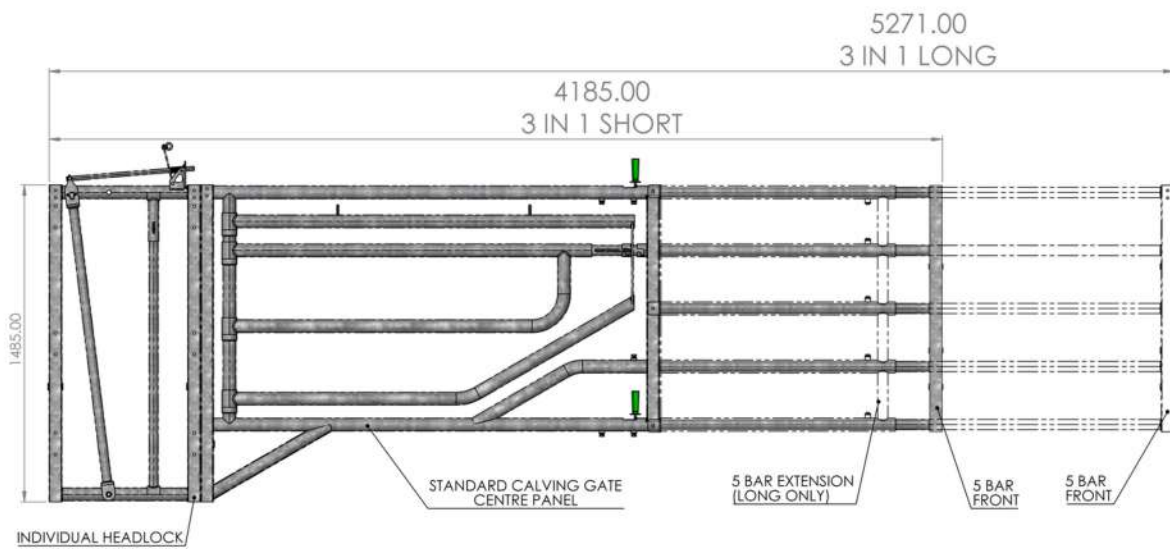 5271.00
3 IN 1 LONG
4185.00
3 IN 1 SHORT
1485.00
STANDARD CALVING GATE
CENTRE PANEL
5 BAR EXTENSION
(LONG ONLY)
5 BAR
FRONT
5 BAR
FRONT
INDIVIDUAL HEADLOCK